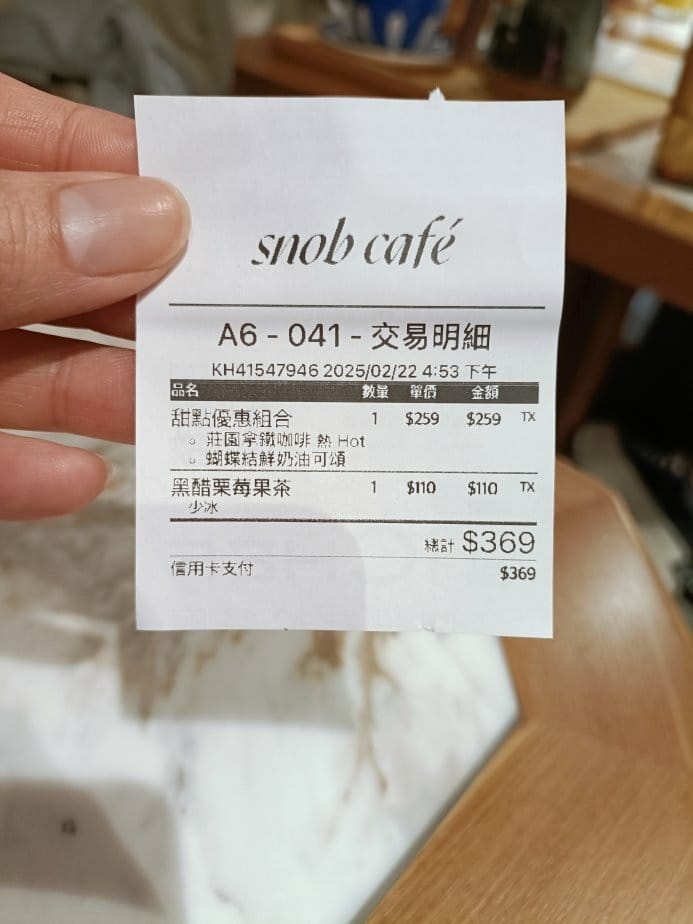 snob café
A6 - 041 - 交易明細
KH41547946 2025/02/22 4:53 下午
品名 數量 單價 金額
甜點優惠組合 1 $259 $259 TX
。 莊園拿鐵咖啡 熱 Hot
。 蝴蝶結鮮奶油可頌
黑醋栗莓果茶 1 $110 $110 TX
少冰
總計 $369
信用卡支付 $369